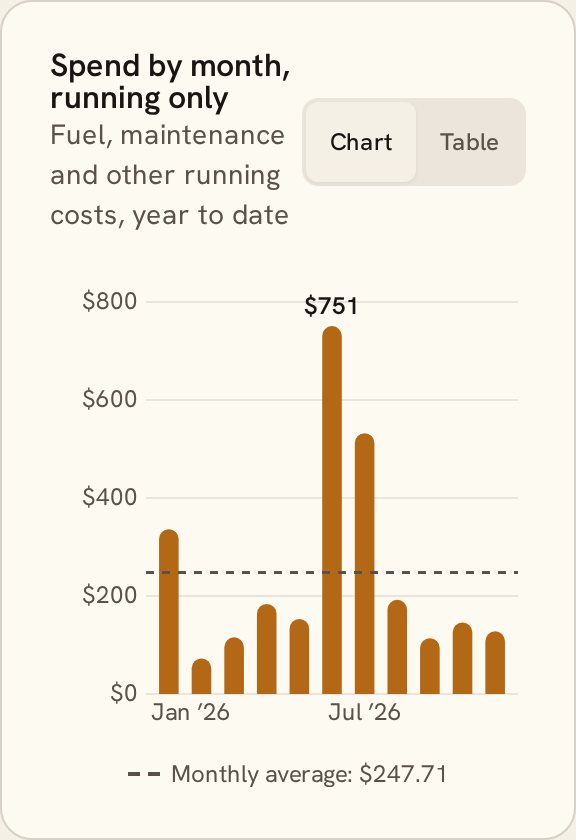 Spend by month,
running only
Fuel, maintenance
and other running
costs, year to date
Chart
Table
$800
$751
$600
$400
$200
$0
Jan ’26
Jul ’26
Monthly average: $247.71